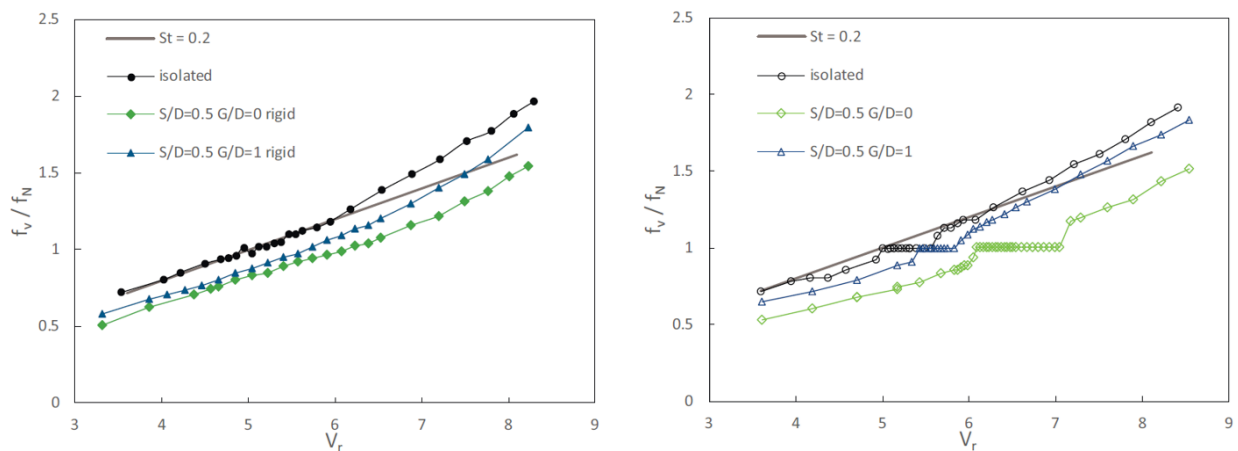 2.5
2
1.5
1
0.5
0
f_v / f_N
St = 0.2
isolated
S/D=0.5 G/D=0 rigid
S/D=0.5 G/D=1 rigid
3 4 5 6 7 8 9
V_r
2.5
2
1.5
1
0.5
0
St = 0.2
isolated
S/D=0.5 G/D=0
S/D=0.5 G/D=1
3 4 5 6 7 8 9
V_r